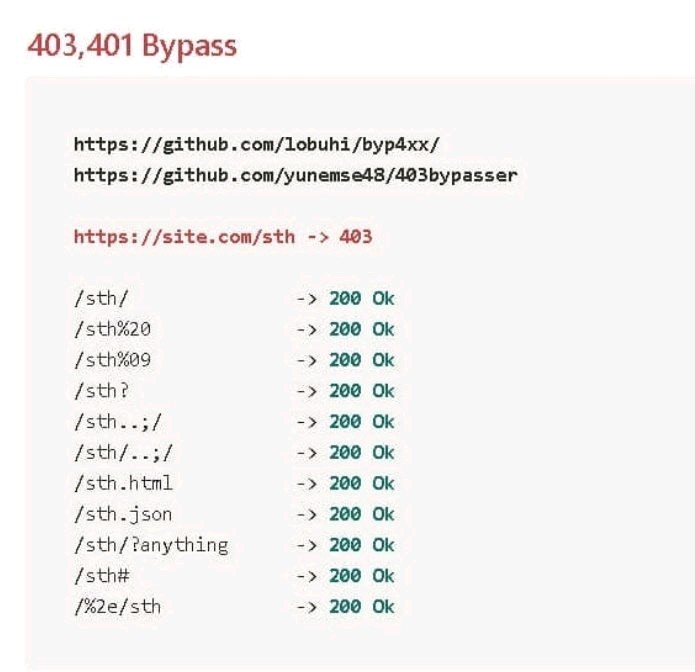 403,401 Bypass
https://github.com/lobuhi/byp4xx/
https://github.com/yunemse48/403bypasser
https://site.com/sth -> 403
/sth/ -> 200 Ok
/sth%20 -> 200 Ok
/sth%09 -> 200 Ok
/sth? -> 200 Ok
/sth..;/ -> 200 Ok
/sth/..;/ -> 200 Ok
/sth.html -> 200 Ok
/sth.json -> 200 Ok
/sth/?anything -> 200 Ok
/sth# -> 200 Ok
/%2e/sth -> 200 Ok